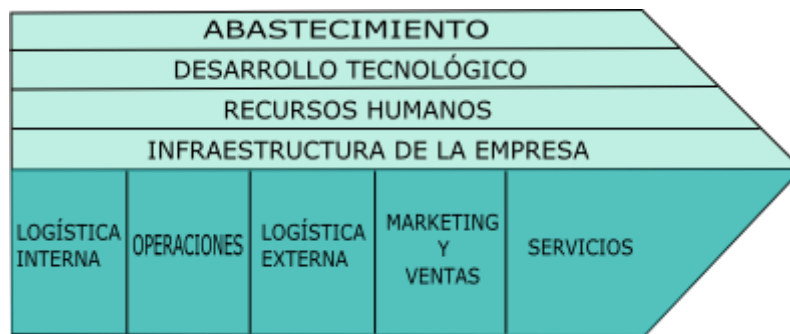 ABASTECIMIENTO
DESARROLLO TECNOLÓGICO
RECURSOS HUMANOS
INFRAESTRUCTURA DE LA EMPRESA
LOGÍSTICA
INTERNA
OPERACIONES
LOGÍSTICA
EXTERNA
MARKETING
Y
VENTAS
SERVICIOS